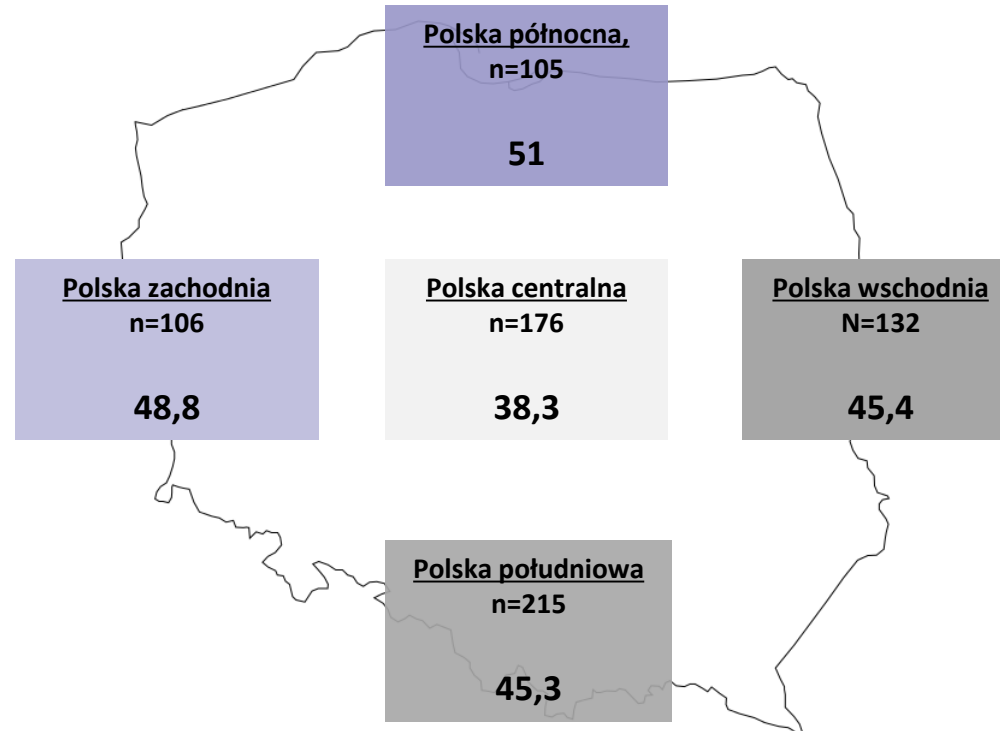 Polska północna,
n=105
51
Polska zachodnia
n=106
48,8
Polska centralna
n=176
38,3
Polska wschodnia
N=132
45,4
Polska południowa
n=215
45,3